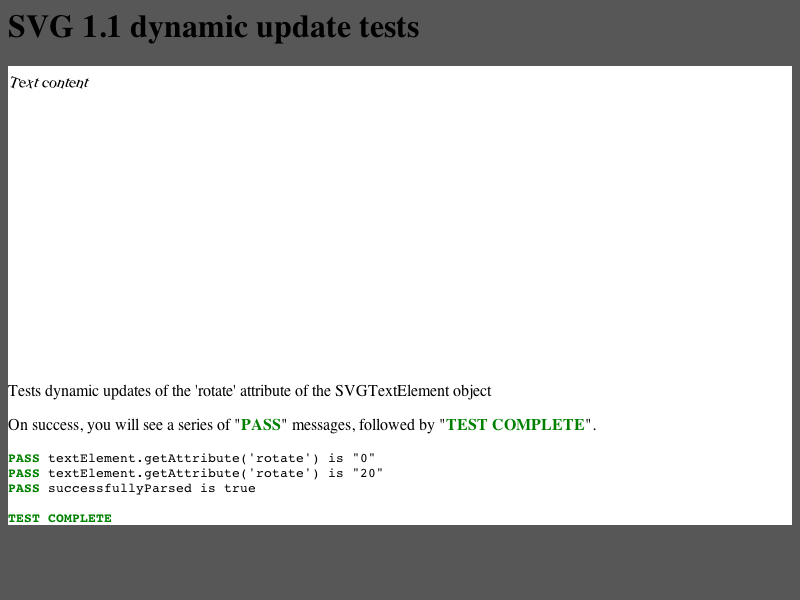 SVG 1.1 dynamic update tests
Text content
Tests dynamic updates of the 'rotate' attribute of the SVGTextElement object
On success, you will see a series of "PASS" messages, followed by "TEST COMPLETE".
PASS textElement.getAttribute('rotate') is "0"
PASS textElement.getAttribute('rotate') is "20"
PASS successfullyParsed is true
TEST COMPLETE